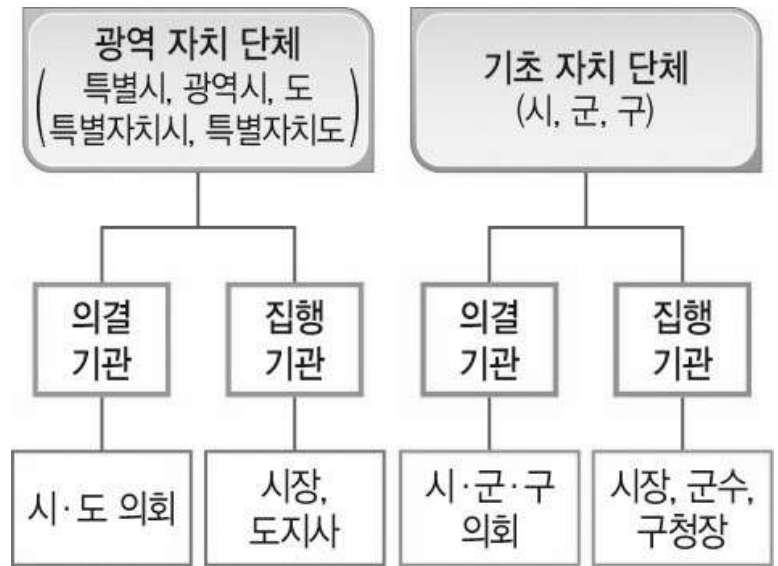 광역 자치 단체
(특별시, 광역시, 도
특별자치시, 특별자치도)
기초 자치 단체
(시, 군, 구)
의결
기관
집행
기관
의결
기관
집행
기관
시·도 의회
시장,
도지사
시·군·구
의회
시장, 군수,
구청장